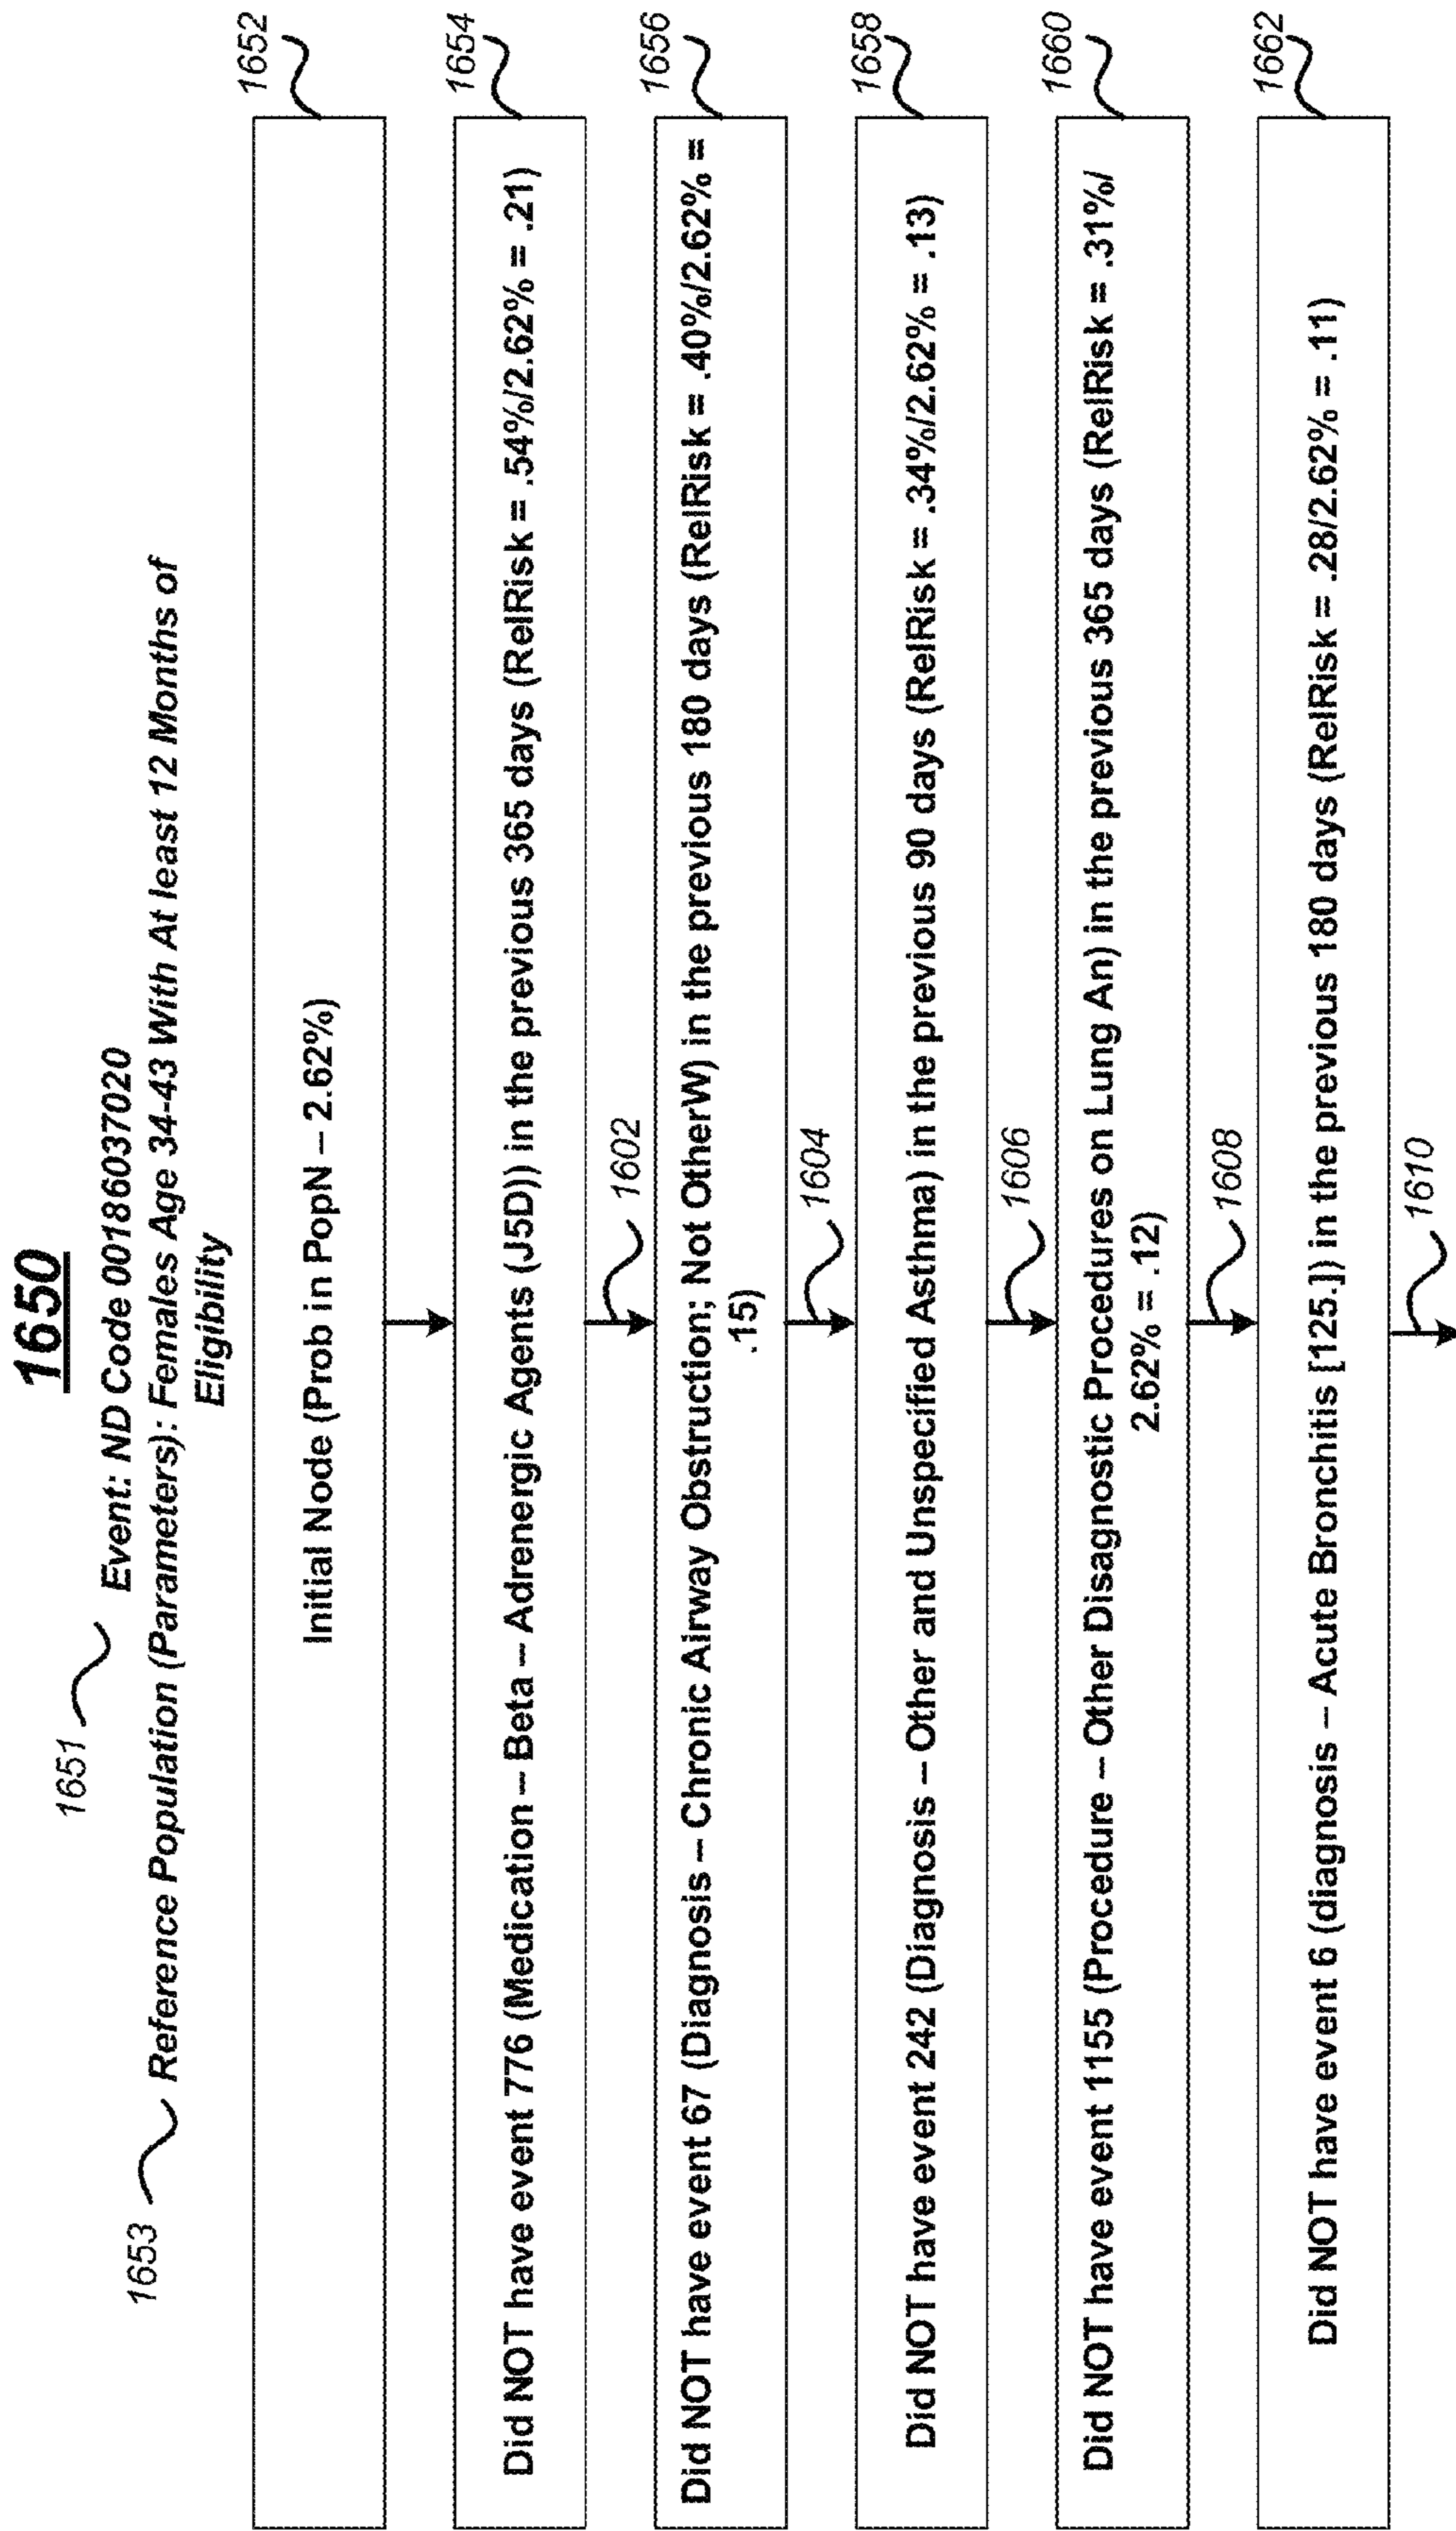 1650
1651
Event: ND Code 00186037020
1653
Reference Population (Parameters): Females Age 34-43 With At least 12 Months of
Eligibility
1652
Initial Node (Prob in PopN – 2.62%)
1654
Did NOT have event 776 (Medication – Beta – Adrenergic Agents (J5D)) in the previous 365 days (RelRisk = .54%/2.62% = .21)
1602
1656
Did NOT have event 67 (Diagnosis – Chronic Airway Obstruction; Not OtherW) in the previous 180 days (RelRisk = .40%/2.62% =
.15)
1604
1658
Did NOT have event 242 (Diagnosis – Other and Unspecified Asthma) in the previous 90 days (RelRisk = .34%/2.62% = .13)
1606
1660
Did NOT have event 1155 (Procedure – Other Disagnostic Procedures on Lung An) in the previous 365 days (RelRisk = .31%/
2.62% = .12)
1608
1662
Did NOT have event 6 (diagnosis – Acute Bronchitis [125.]) in the previous 180 days (RelRisk = .28/2.62% = .11)
1610